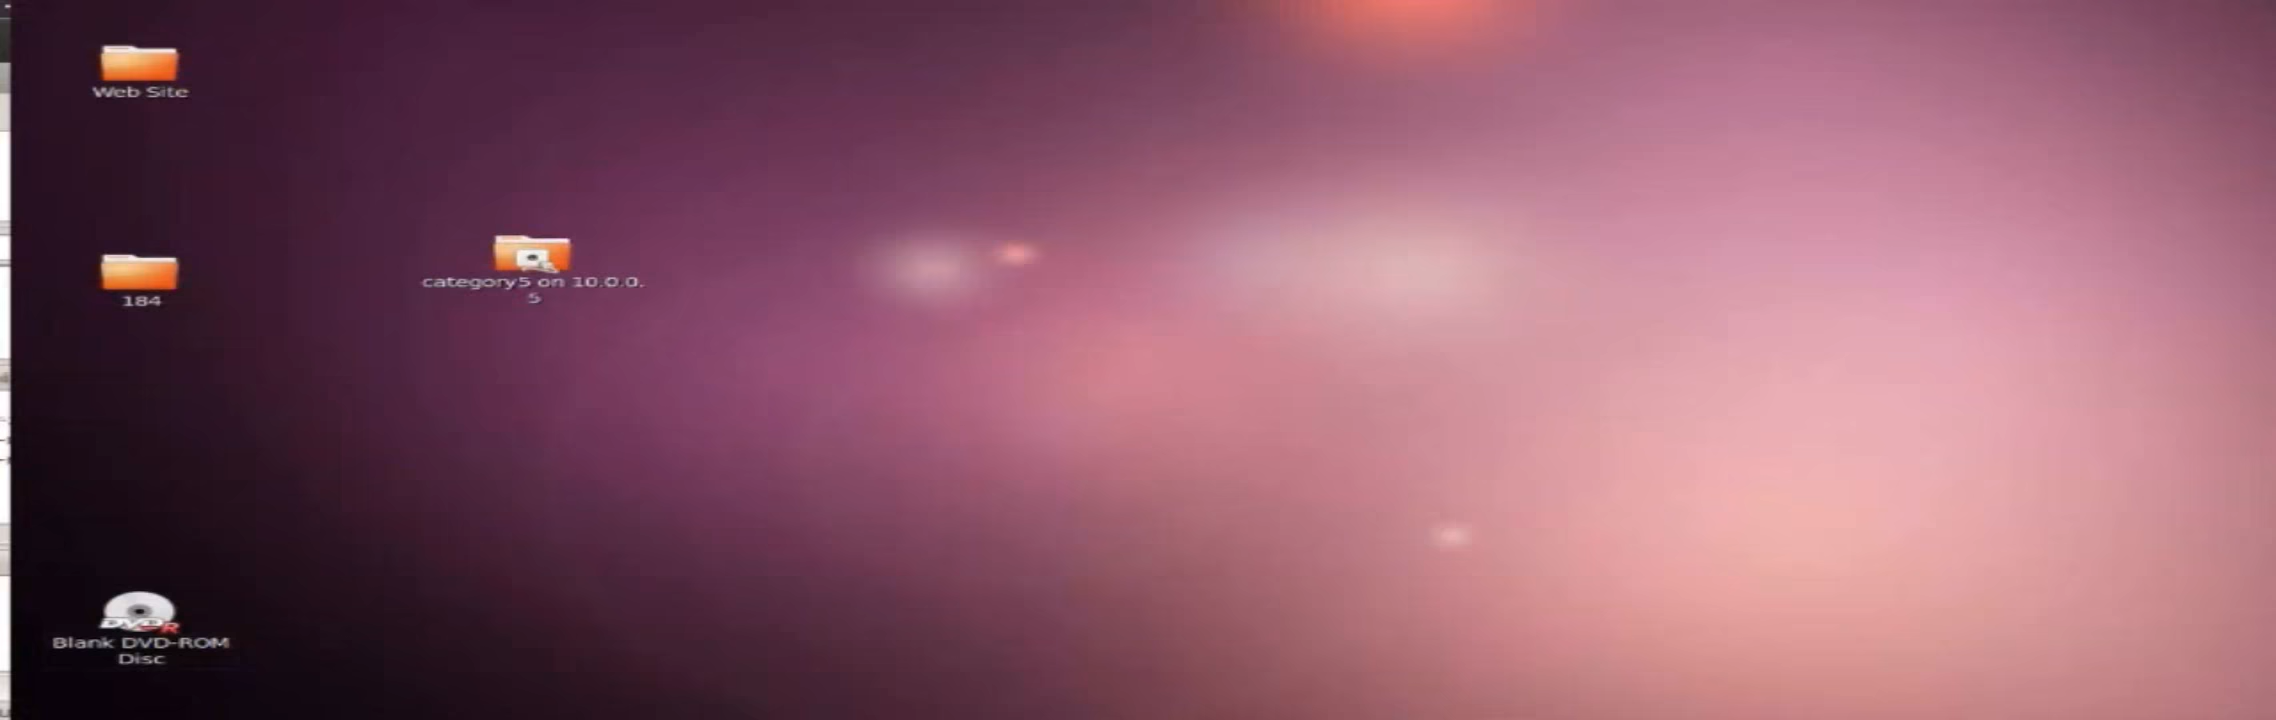 Web Site
184
category5 on 10.0.0.
5
Blank DVD-ROM
Disc